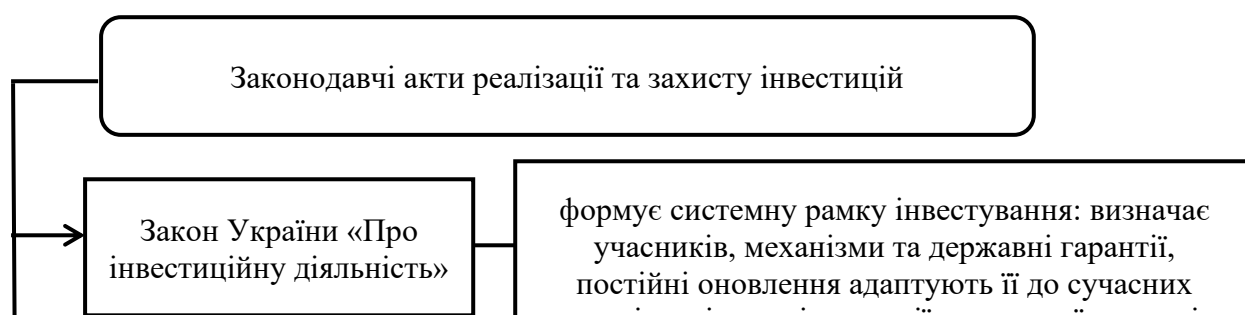 Законодавчі акти реалізації та захисту інвестицій
Закон України «Про
інвестиційну діяльність»
формує системну рамку інвестування: визначає
учасників, механізми та державні гарантії,
постійні оновлення адаптують її до сучасних